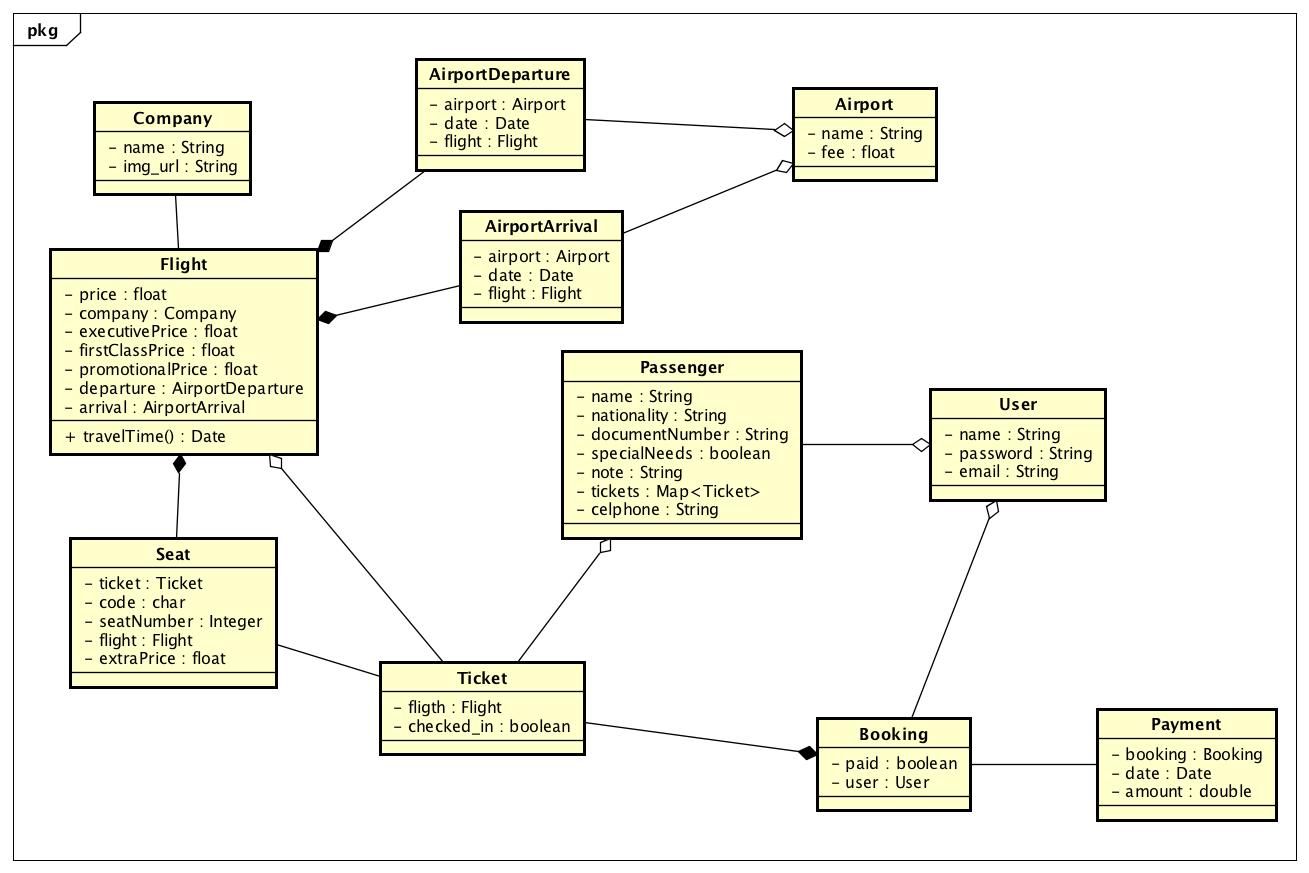 pkg
AirportDeparture
- airport : Airport
- date : Date
- flight : Flight
Airport
- name : String
- fee : float
Company
- name : String
- img_url : String
AirportArrival
- airport : Airport
- date : Date
- flight : Flight
Flight
- price : float
- company : Company
- executivePrice : float
- firstClassPrice : float
- promotionalPrice : float
- departure : AirportDeparture
- arrival : AirportArrival
+ travelTime() : Date
Passenger
- name : String
- nationality : String
- documentNumber : String
- specialNeeds : boolean
- note : String
- tickets : Map<Ticket>
- celphone : String
User
- name : String
- password : String
- email : String
Seat
- ticket : Ticket
- code : char
- seatNumber : Integer
- flight : Flight
- extraPrice : float
Ticket
- fligth : Flight
- checked_in : boolean
Booking
- paid : boolean
- user : User
Payment
- booking : Booking
- date : Date
- amount : double